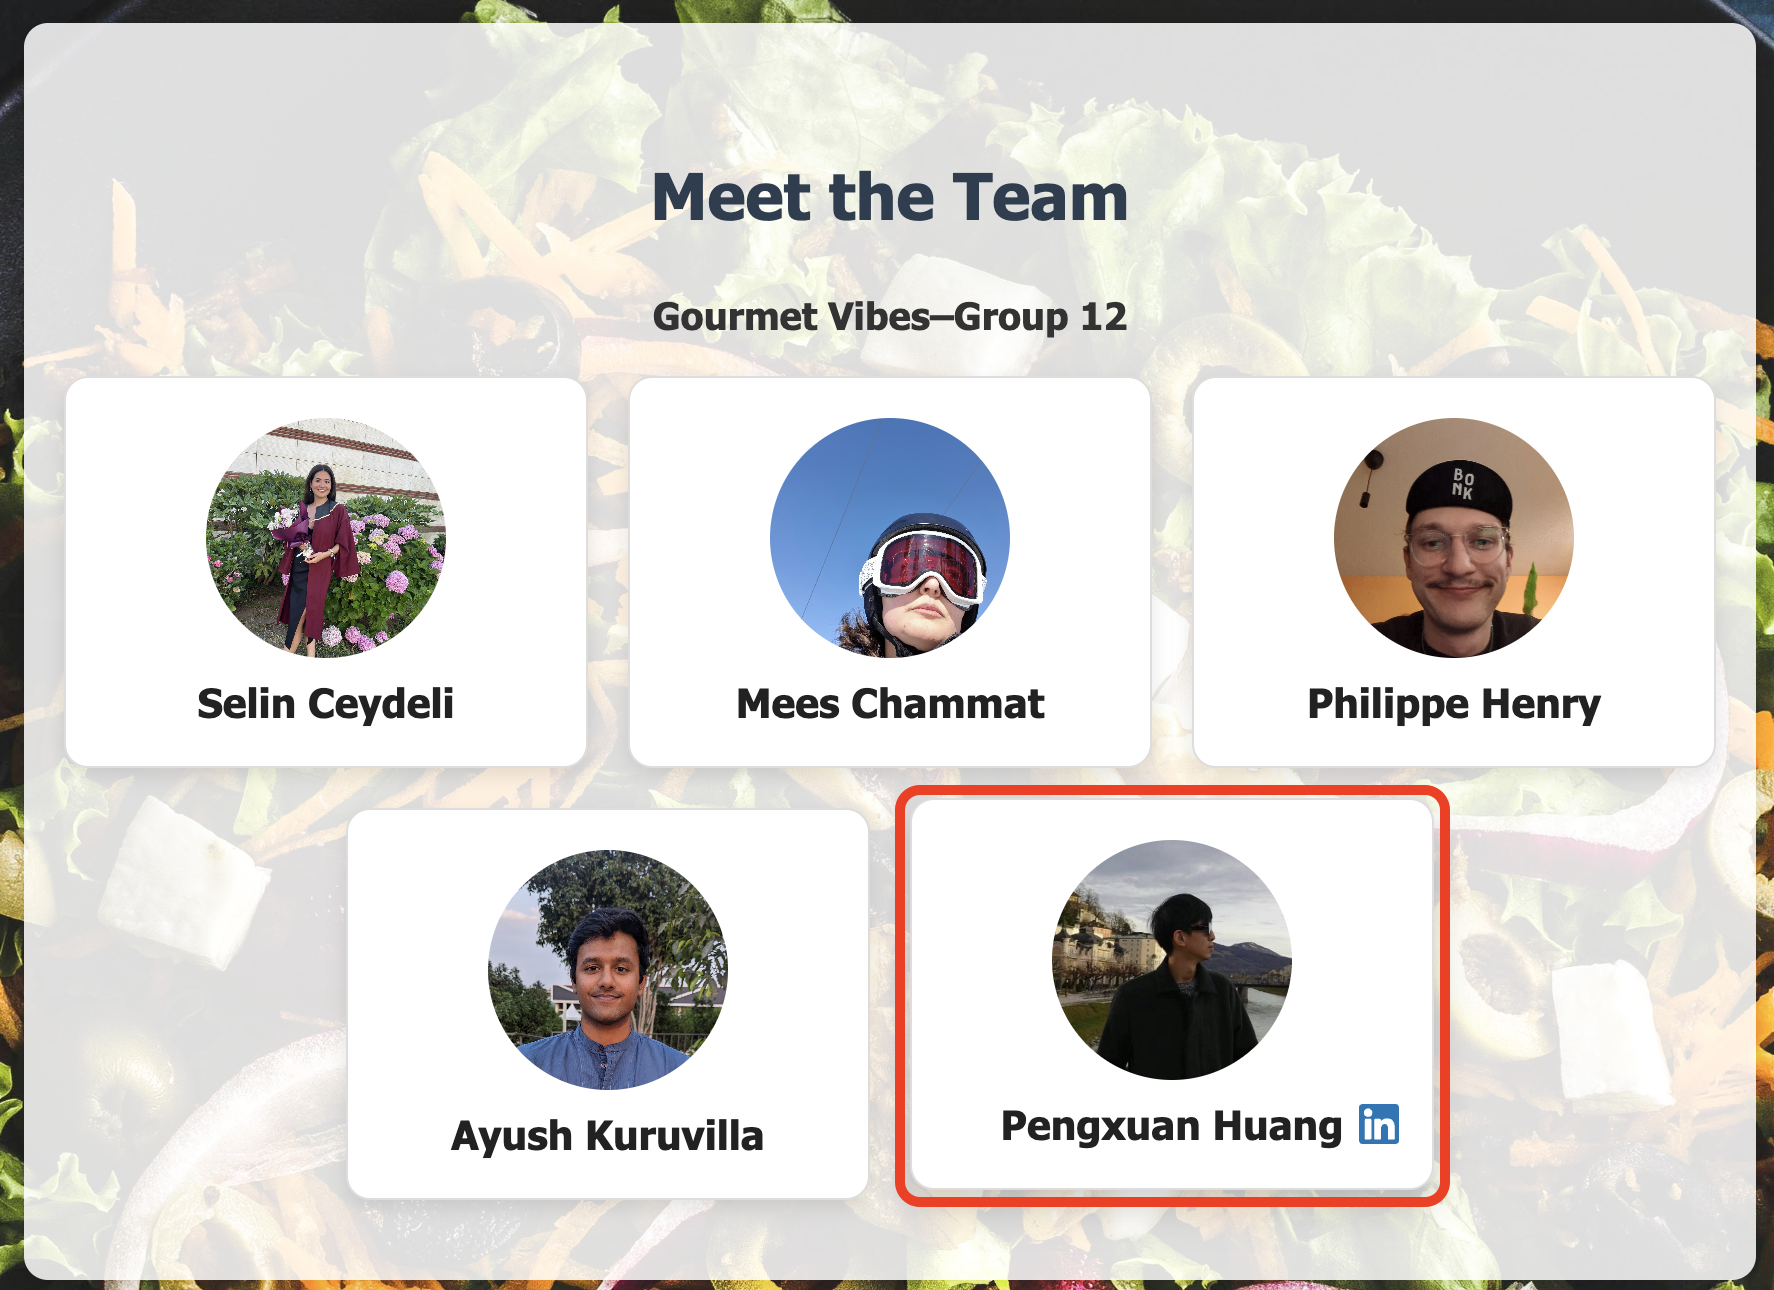 Meet the Team
Gourmet Vibes—Group 12
BO
NK
Selin Ceydeli
Mees Chammat
Philippe Henry
Ayush Kuruvilla
Pengxuan Huang in